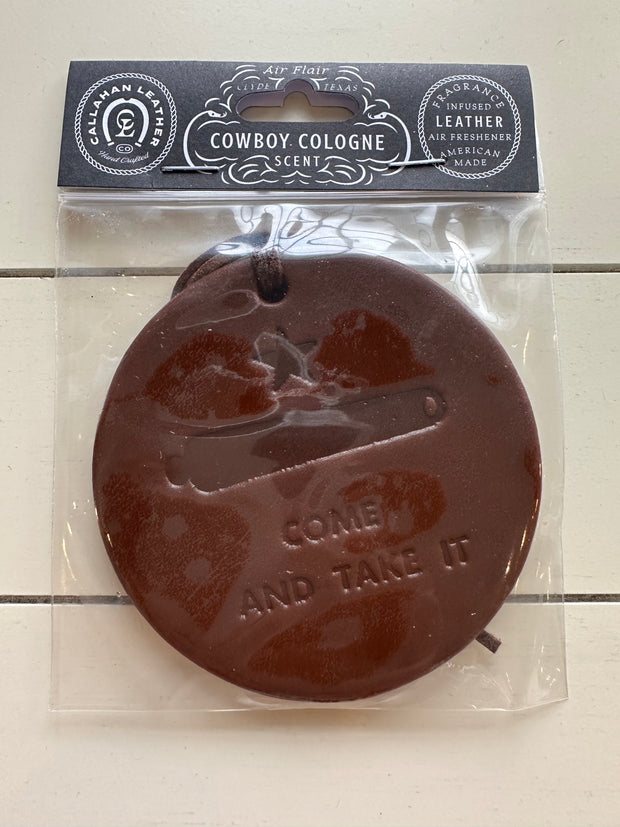 CALLAHAN LEATHER
CL
CO
Hand Crafted
Air Flair
CLYDE TEXAS
COWBOY COLOGNE
SCENT
FRAGRANCE
INFUSED
LEATHER
AIR FRESHENER
AMERICAN
MADE
COME
AND TAKE IT